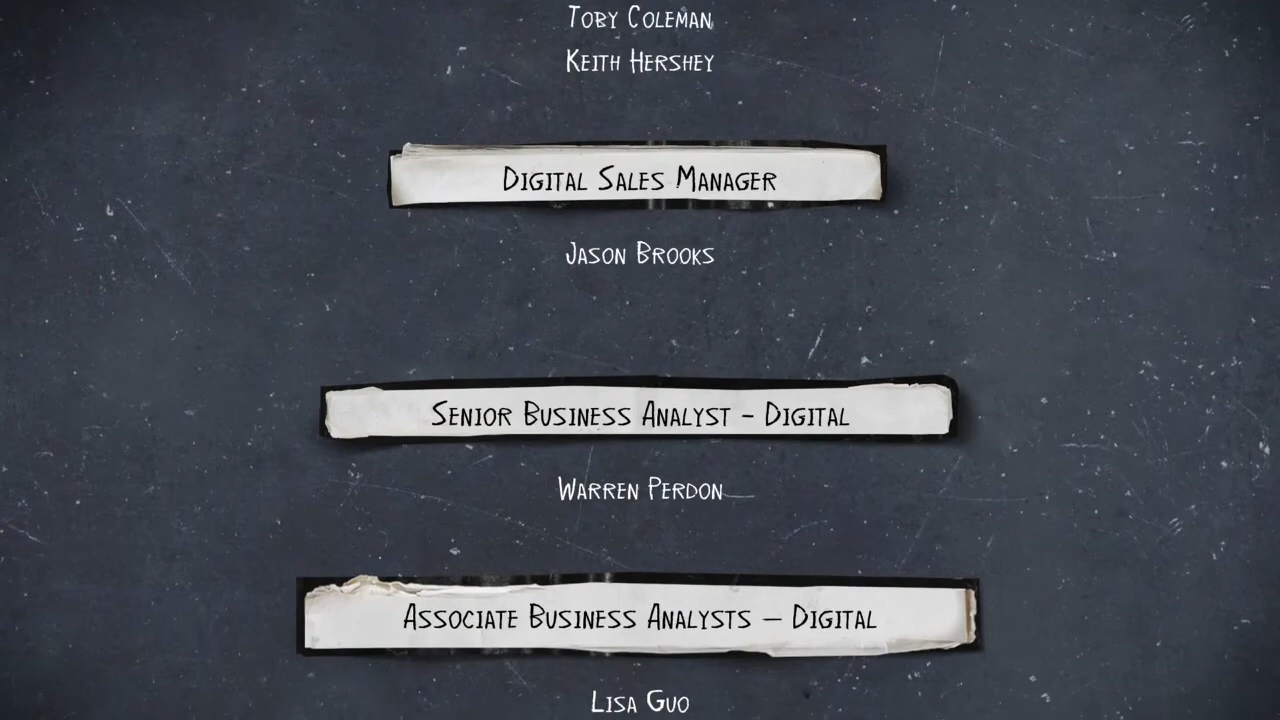 Toby Coleman
Keith Hershey
Digital Sales Manager
Jason Brooks
Senior Business Analyst - Digital
Warren Perdon
Associate Business Analysts – Digital
Lisa Guo